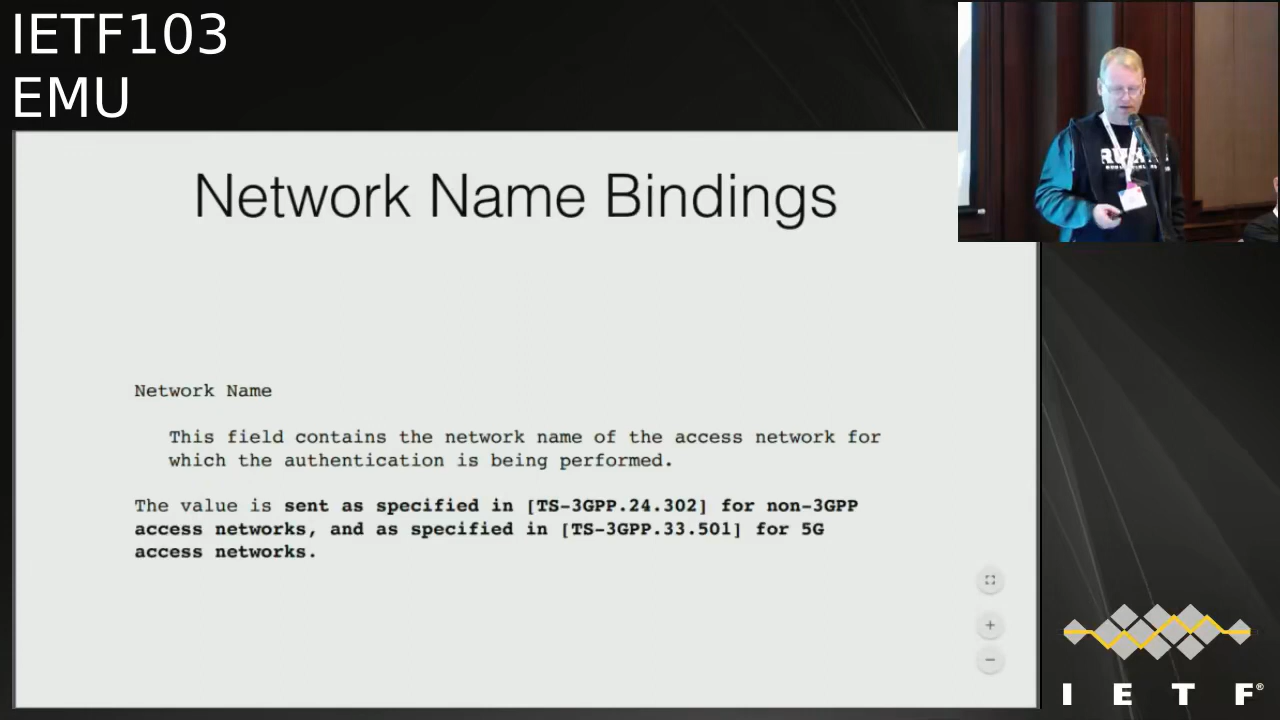 IETF103
EMU
Network Name Bindings
Network Name
This field contains the network name of the access network for
which the authentication is being performed.
The value is sent as specified in [TS-3GPP.24.302] for non-3GPP
access networks, and as specified in [TS-3GPP.33.501] for 5G
access networks.
I E T F®